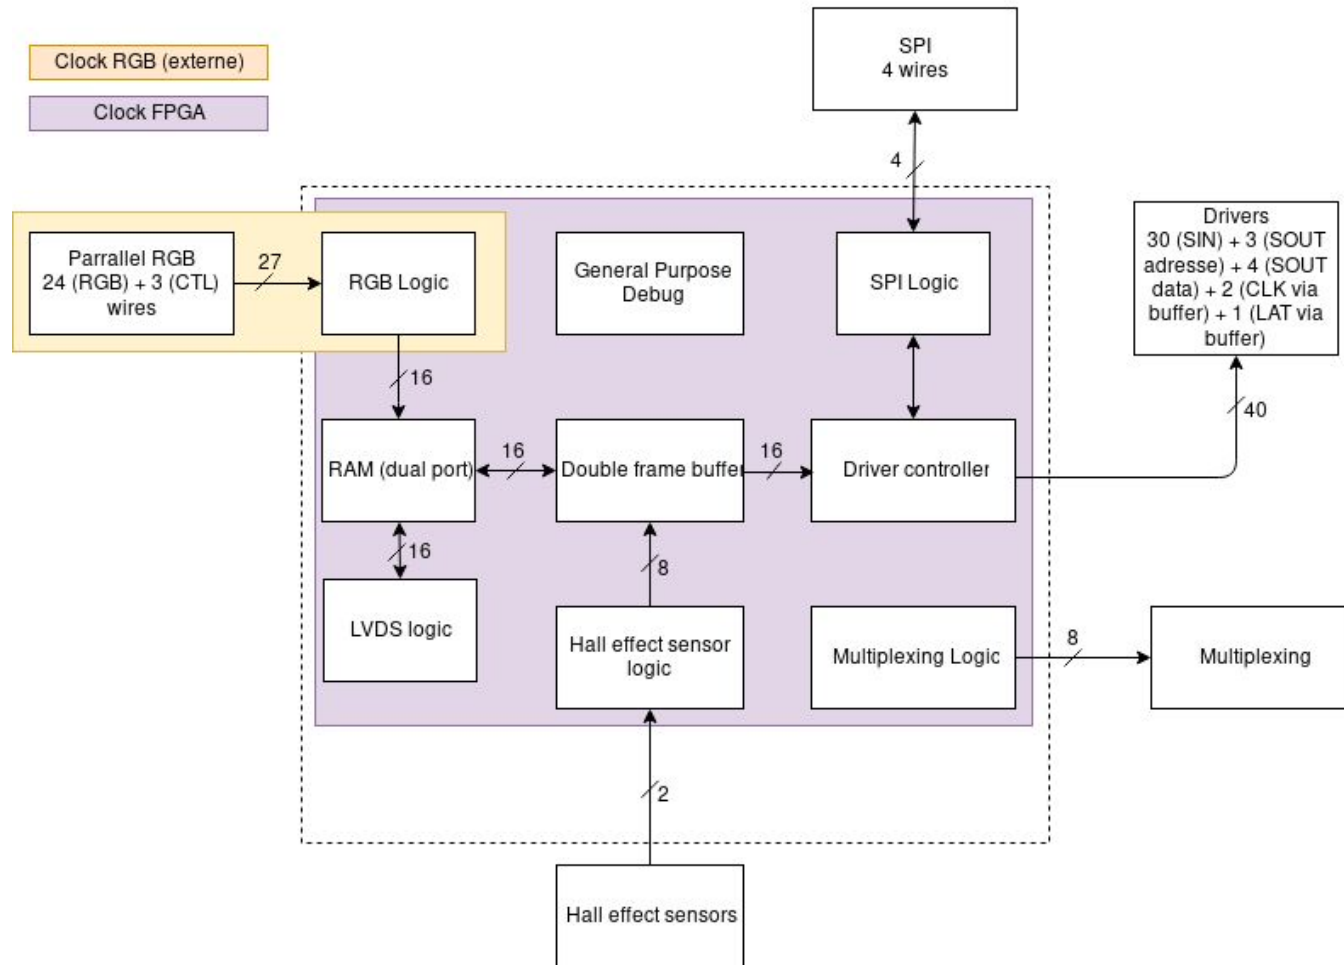 SPI
4 wires
Clock RGB (externe)
Clock FPGA
4
Parrallel RGB
24 (RGB) + 3 (CTL)
wires
27
RGB Logic
General Purpose
Debug
SPI Logic
Drivers
30 (SIN) + 3 (SOUT
adresse) + 4 (SOUT
data) + 2 (CLK via
buffer) + 1 (LAT via
buffer)
16
40
RAM (dual port)
16
Double frame buffer
16
Driver controller
16
8
LVDS logic
Hall effect sensor
logic
Multiplexing Logic
8
Multiplexing
2
Hall effect sensors